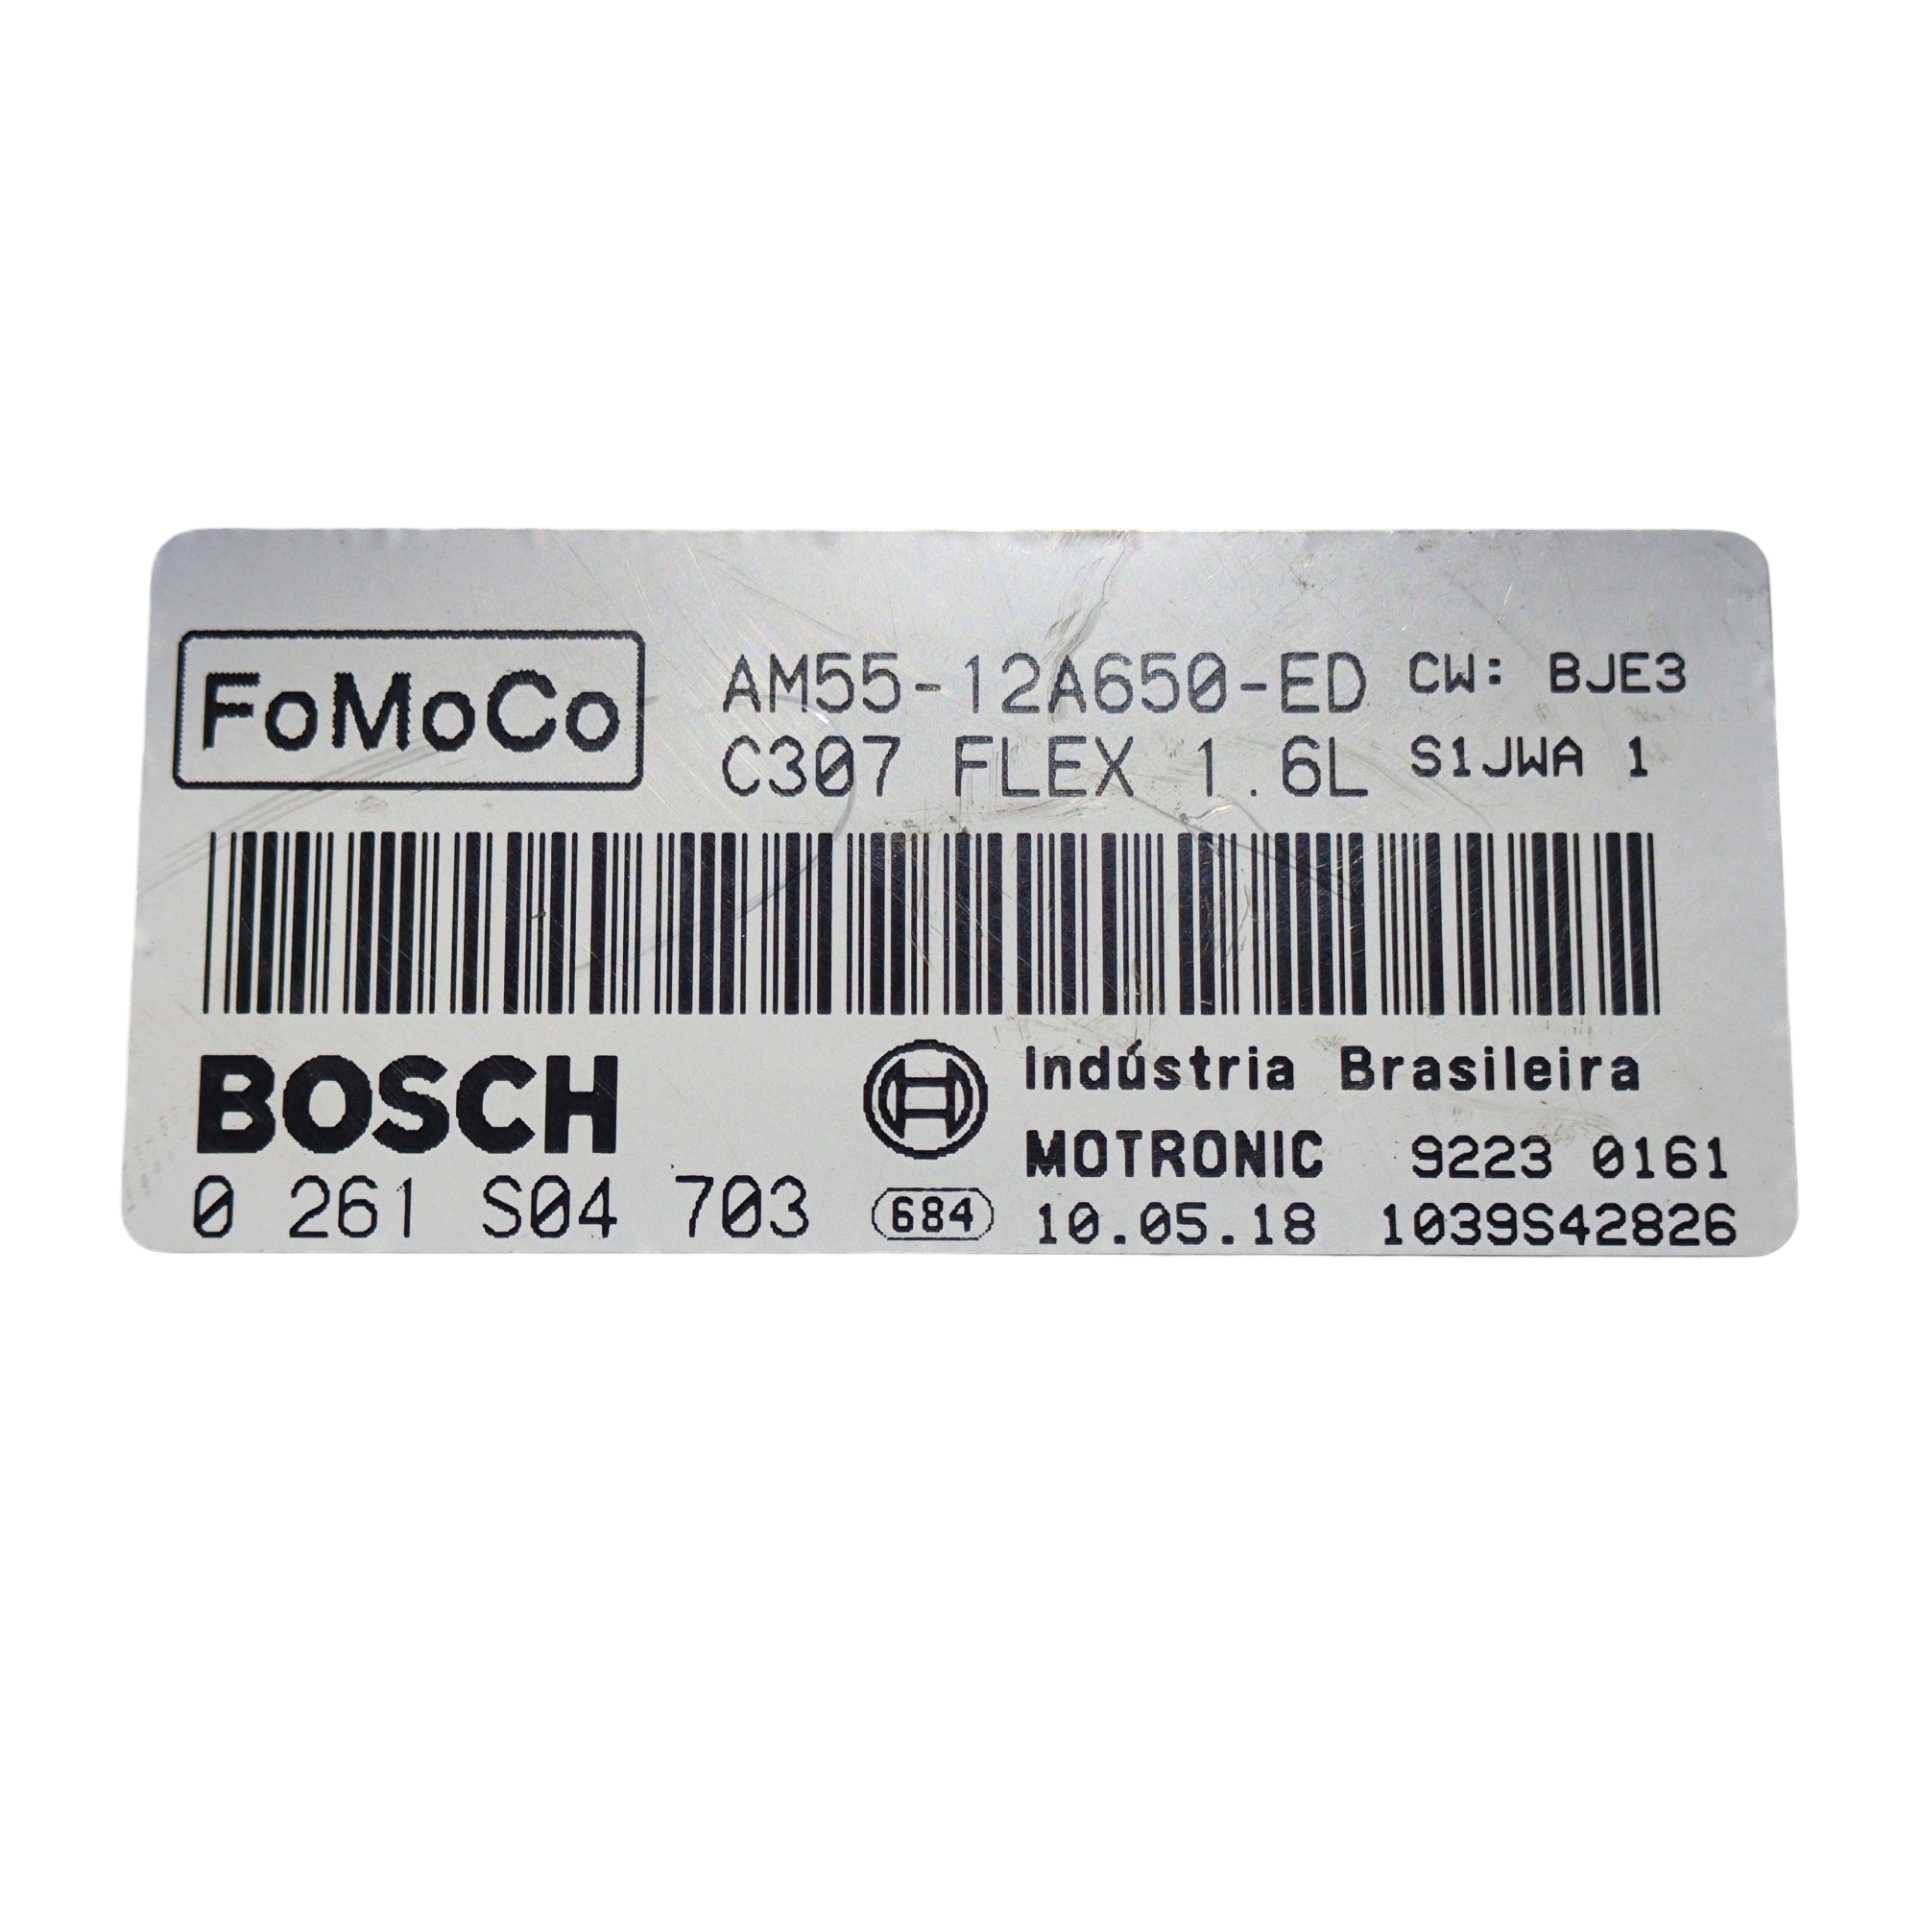 FoMoCo
AM55-12A650-ED CW: BJE3
C307 FLEX 1.6L S1JWA 1
BOSCH
Indústria Brasileira
MOTRONIC 9223 0161
0 261 S04 703 684 10.05.18 1039S42826